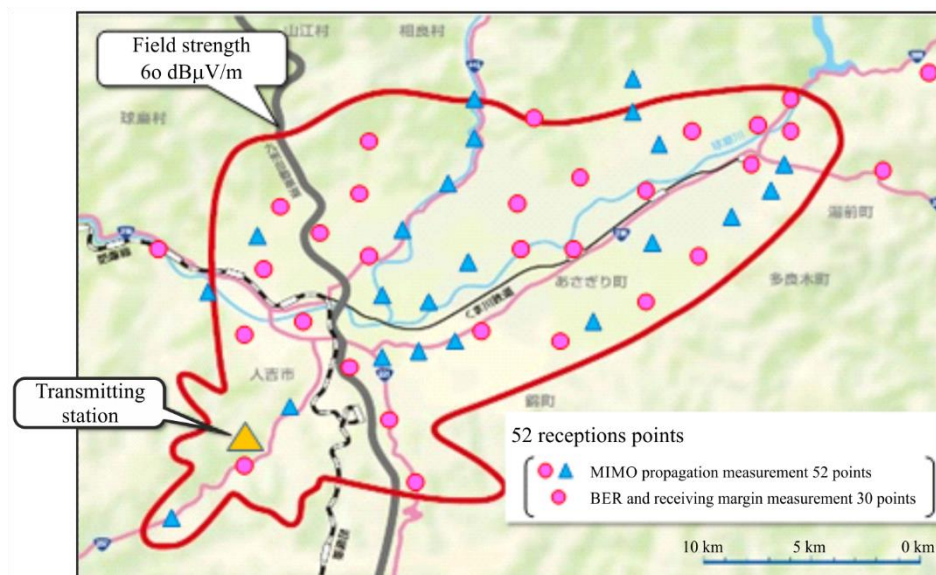 山江村
相良村
Field strength
6o dBµV/m
球磨村
球磨川
湯前町
多良木町
あさぎり町
くま川鉄道
人吉市
Transmitting
station
錦町
52 receptions points
MIMO propagation measurement 52 points
BER and receiving margin measurement 30 points
10 km
5 km
0 km